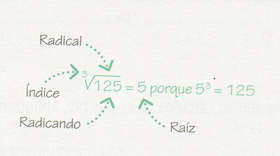 Radical
∛125 = 5 porque 5³ = 125
Índice
Radicando
Raíz